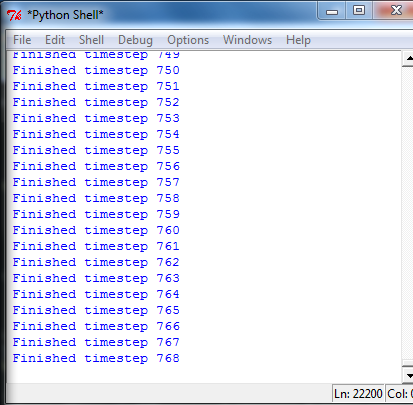 *Python Shell*
File Edit Shell Debug Options Windows Help
Finished timestep 749
Finished timestep 750
Finished timestep 751
Finished timestep 752
Finished timestep 753
Finished timestep 754
Finished timestep 755
Finished timestep 756
Finished timestep 757
Finished timestep 758
Finished timestep 759
Finished timestep 760
Finished timestep 761
Finished timestep 762
Finished timestep 763
Finished timestep 764
Finished timestep 765
Finished timestep 766
Finished timestep 767
Finished timestep 768
Ln: 22200 Col: